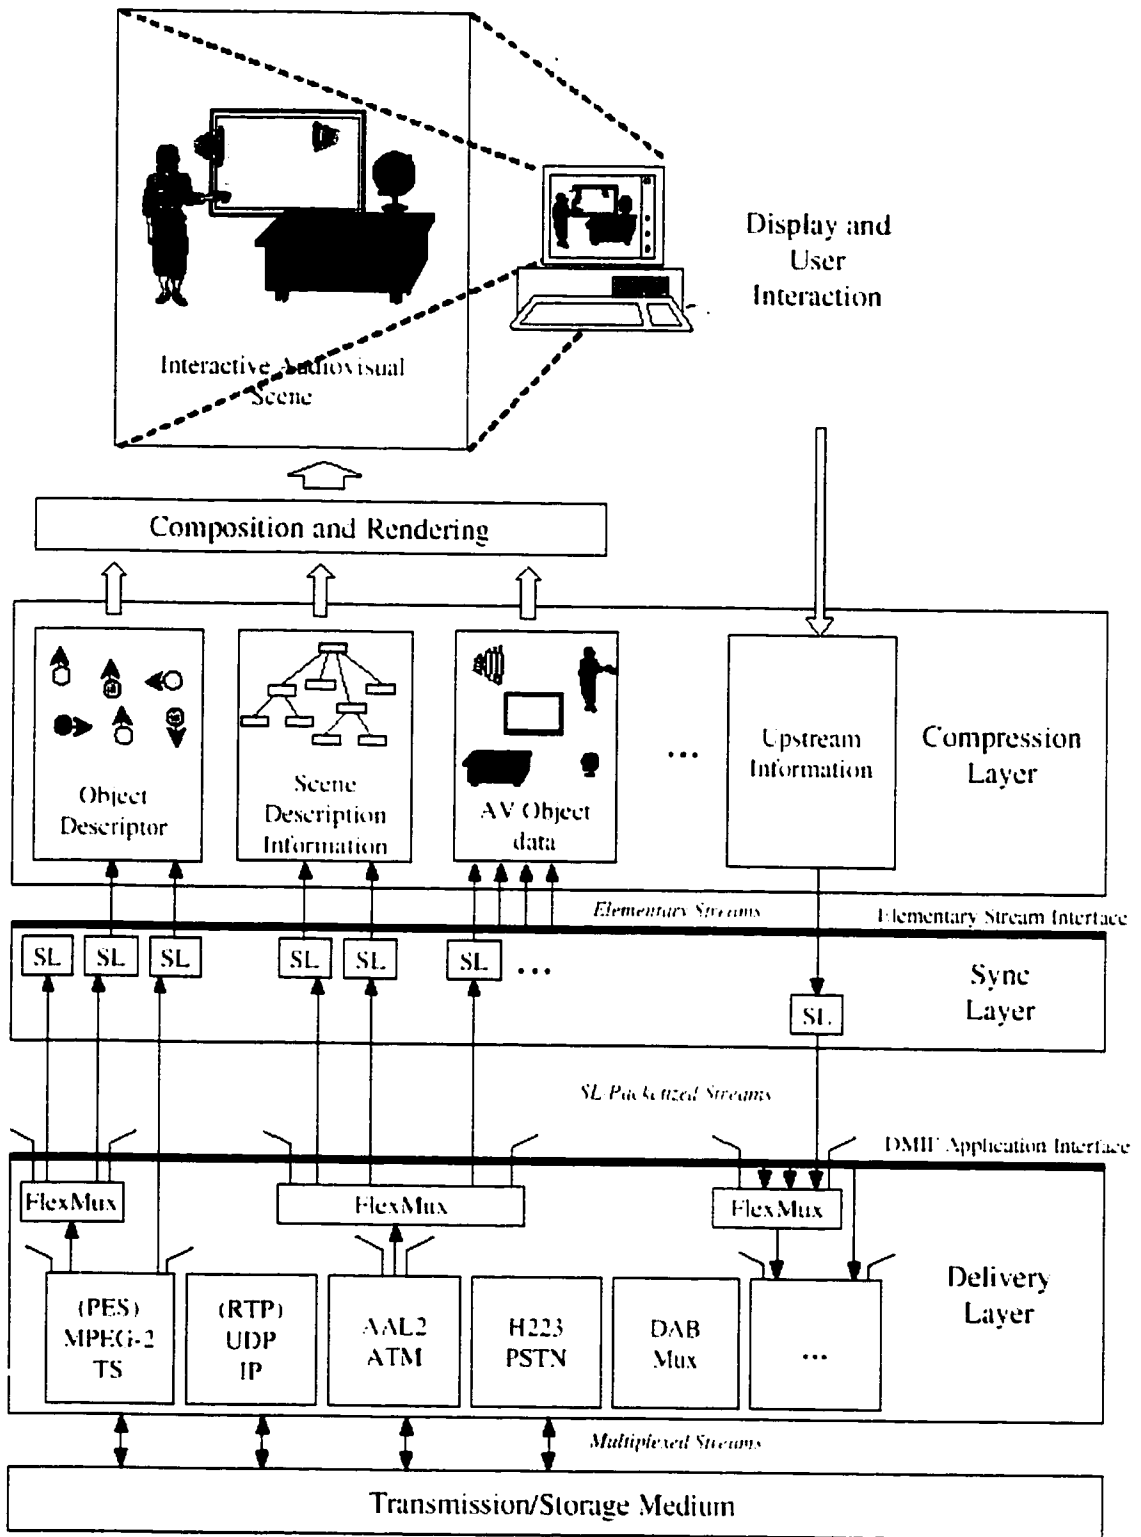 Display and
User
Interaction
Interactive Audiovisual
Scene
Composition and Rendering
Object
Descriptor
Scene
Description
Information
AV Object
data
...
Upstream
Information
Compression
Layer
Elementary Streams
Elementary Stream Interface
SL
SL
SL
SL
SL
SL
...
SL
Sync
Layer
SL-Packetized Streams
DMIF Application Interface
FlexMux
FlexMux
FlexMux
(PES)
MPEG-2
TS
(RTP)
UDP
IP
AAL2
ATM
H223
PSTN
DAB
Mux
...
Delivery
Layer
Multiplexed Streams
Transmission/Storage Medium